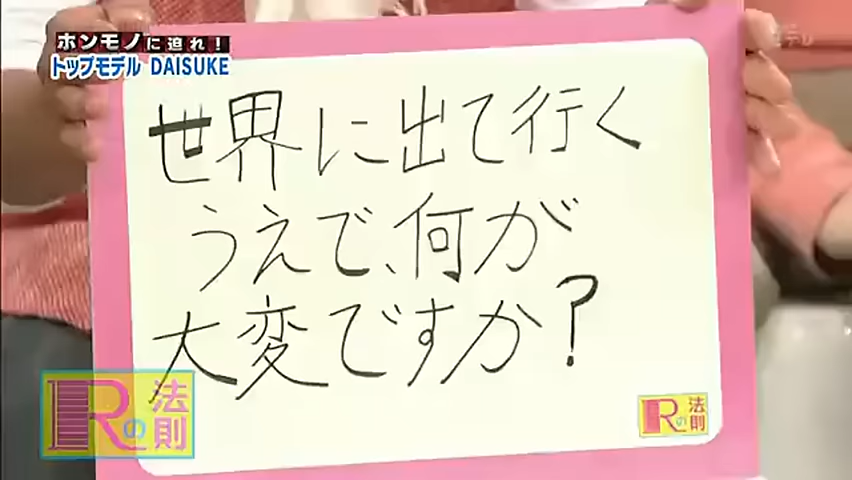 ホンモノに迫れ!
トップモデル DAISUKE
世界に出て行く
うえで、何が
大変ですか?
Rの法則
Rの法則